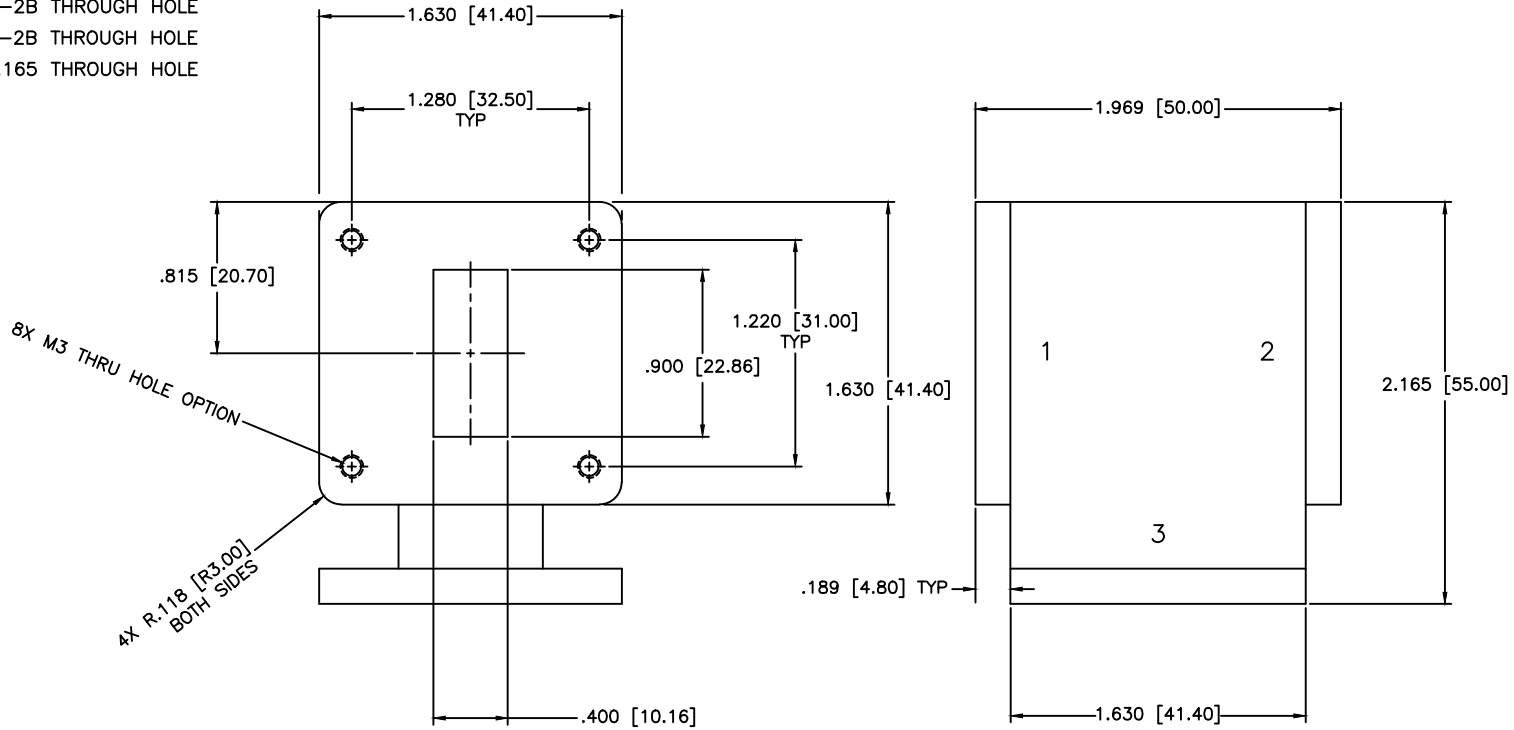 -2B THROUGH HOLE
-2B THROUGH HOLE
165 THROUGH HOLE
1.630 [41.40]
1.280 [32.50]
TYP
1.969 [50.00]
.815 [20.70]
1.220 [31.00]
TYP
.900 [22.86]
1.630 [41.40]
1
2
2.165 [55.00]
8X M3 THRU HOLE OPTION
3
4X R.118 [R3.00]
BOTH SIDES
.189 [4.80] TYP
.400 [10.16]
1.630 [41.40]